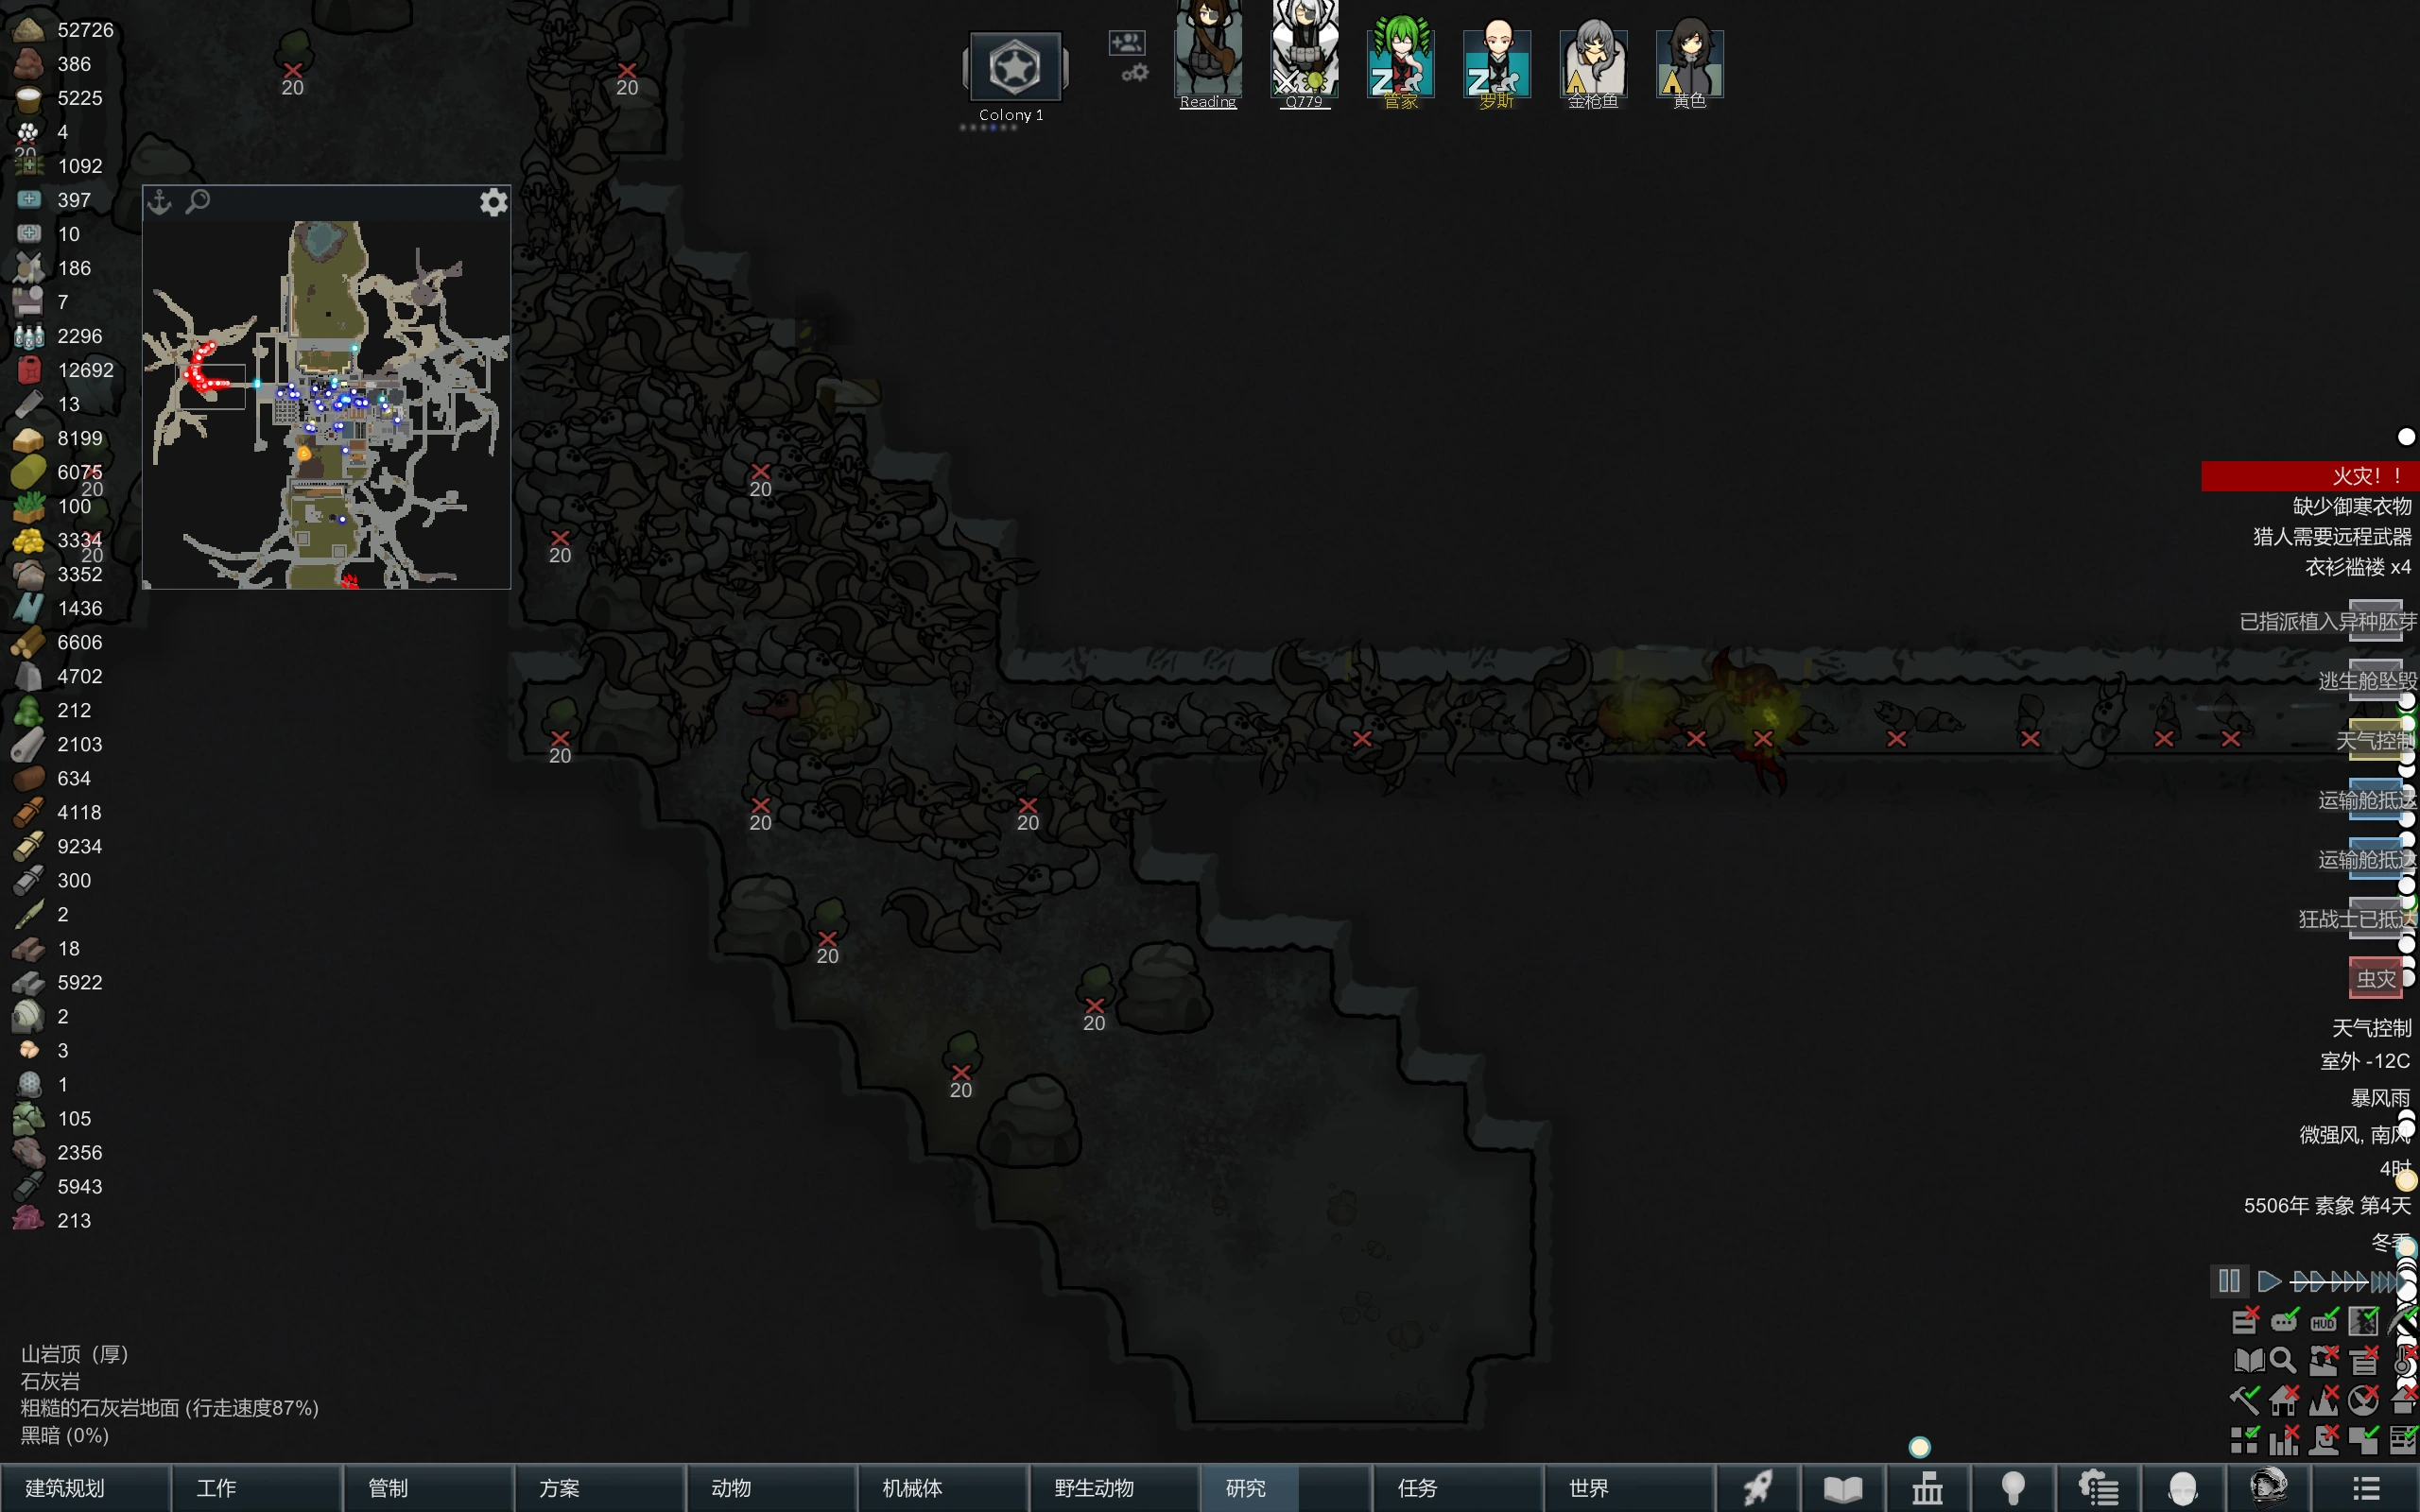 52726
386
5225
4
20
1092
397
10
186
7
2296
12692
13
8199
6075
100
3334
3352
1436
6606
4702
212
2103
634
4118
9234
300
2
18
5922
2
3
1
105
2356
5943
213
Colony 1
Reading
Q779
管家
罗斯
金枪鱼
黄色
20
20
20
20
20
20
20
20
20
20
20
20
火灾！！
缺少御寒衣物
猎人需要远程武器
衣衫褴褛 x4
已指派植入异种胚芽
逃生舱坠毁
天气控制
运输舱抵达
运输舱抵达
狂战士已抵达
虫灾
天气控制
室外 -12C
暴风雨
微强风, 南风
4时
5506年 素象 第4天
冬季
HUD
山岩顶（厚）
石灰岩
粗糙的石灰岩地面 (行走速度87%)
黑暗 (0%)
建筑规划
工作
管制
方案
动物
机械体
野生动物
研究
任务
世界